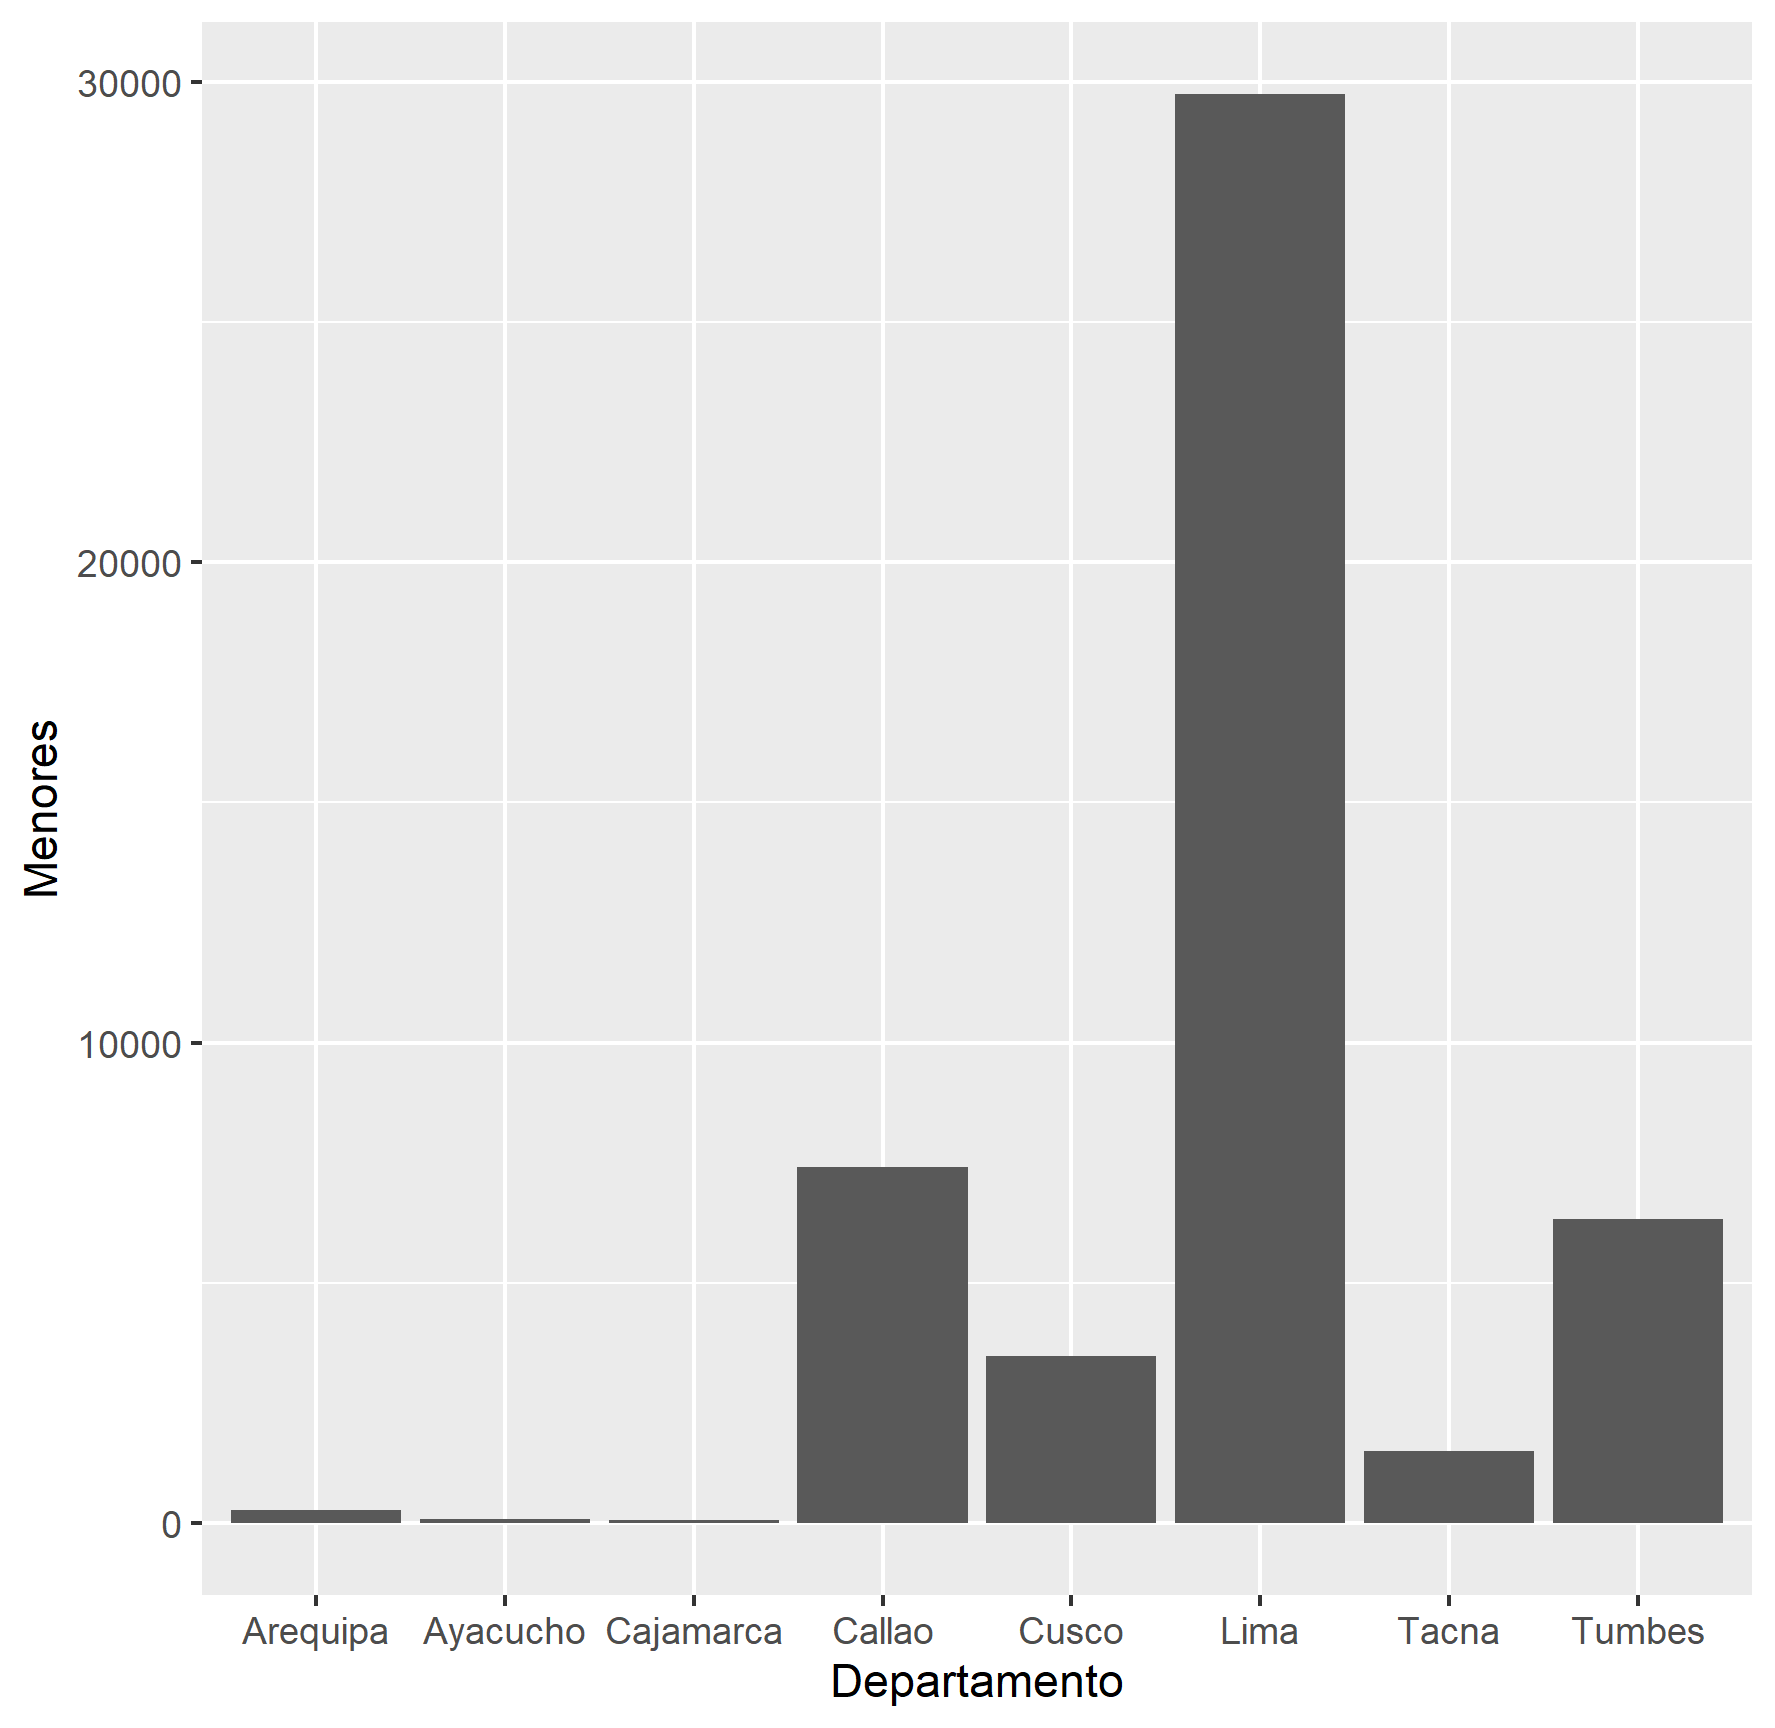 30000
20000
10000
0
Menores
Arequipa Ayacucho Cajamarca Callao Cusco Lima Tacna Tumbes
Departamento